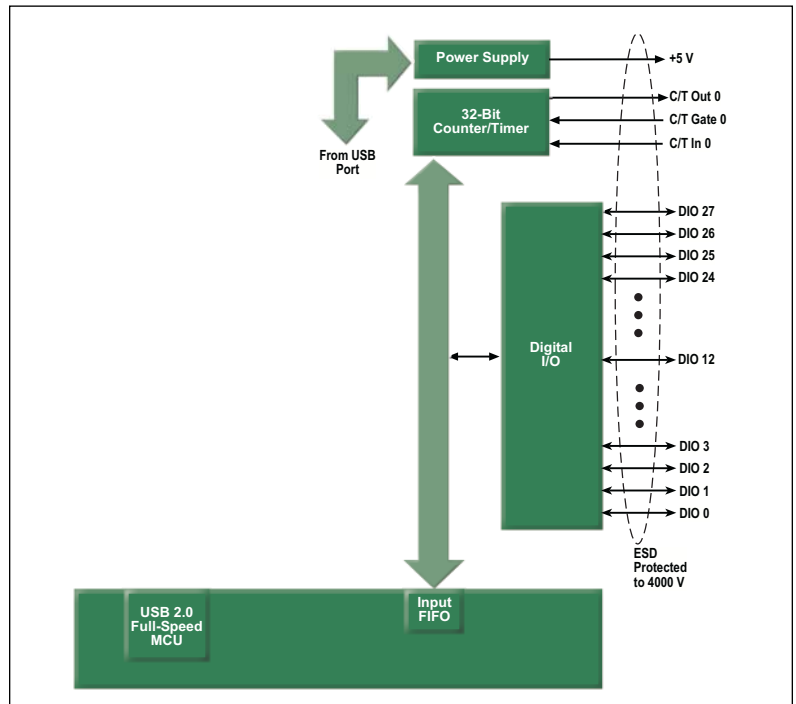 Power Supply
+5 V
32-Bit
Counter/Timer
C/T Out 0
C/T Gate 0
C/T In 0
From USB
Port
DIO 27
DIO 26
DIO 25
DIO 24
Digital
I/O
DIO 12
DIO 3
DIO 2
DIO 1
DIO 0
ESD
Protected
to 4000 V
USB 2.0
Full-Speed
MCU
Input
FIFO